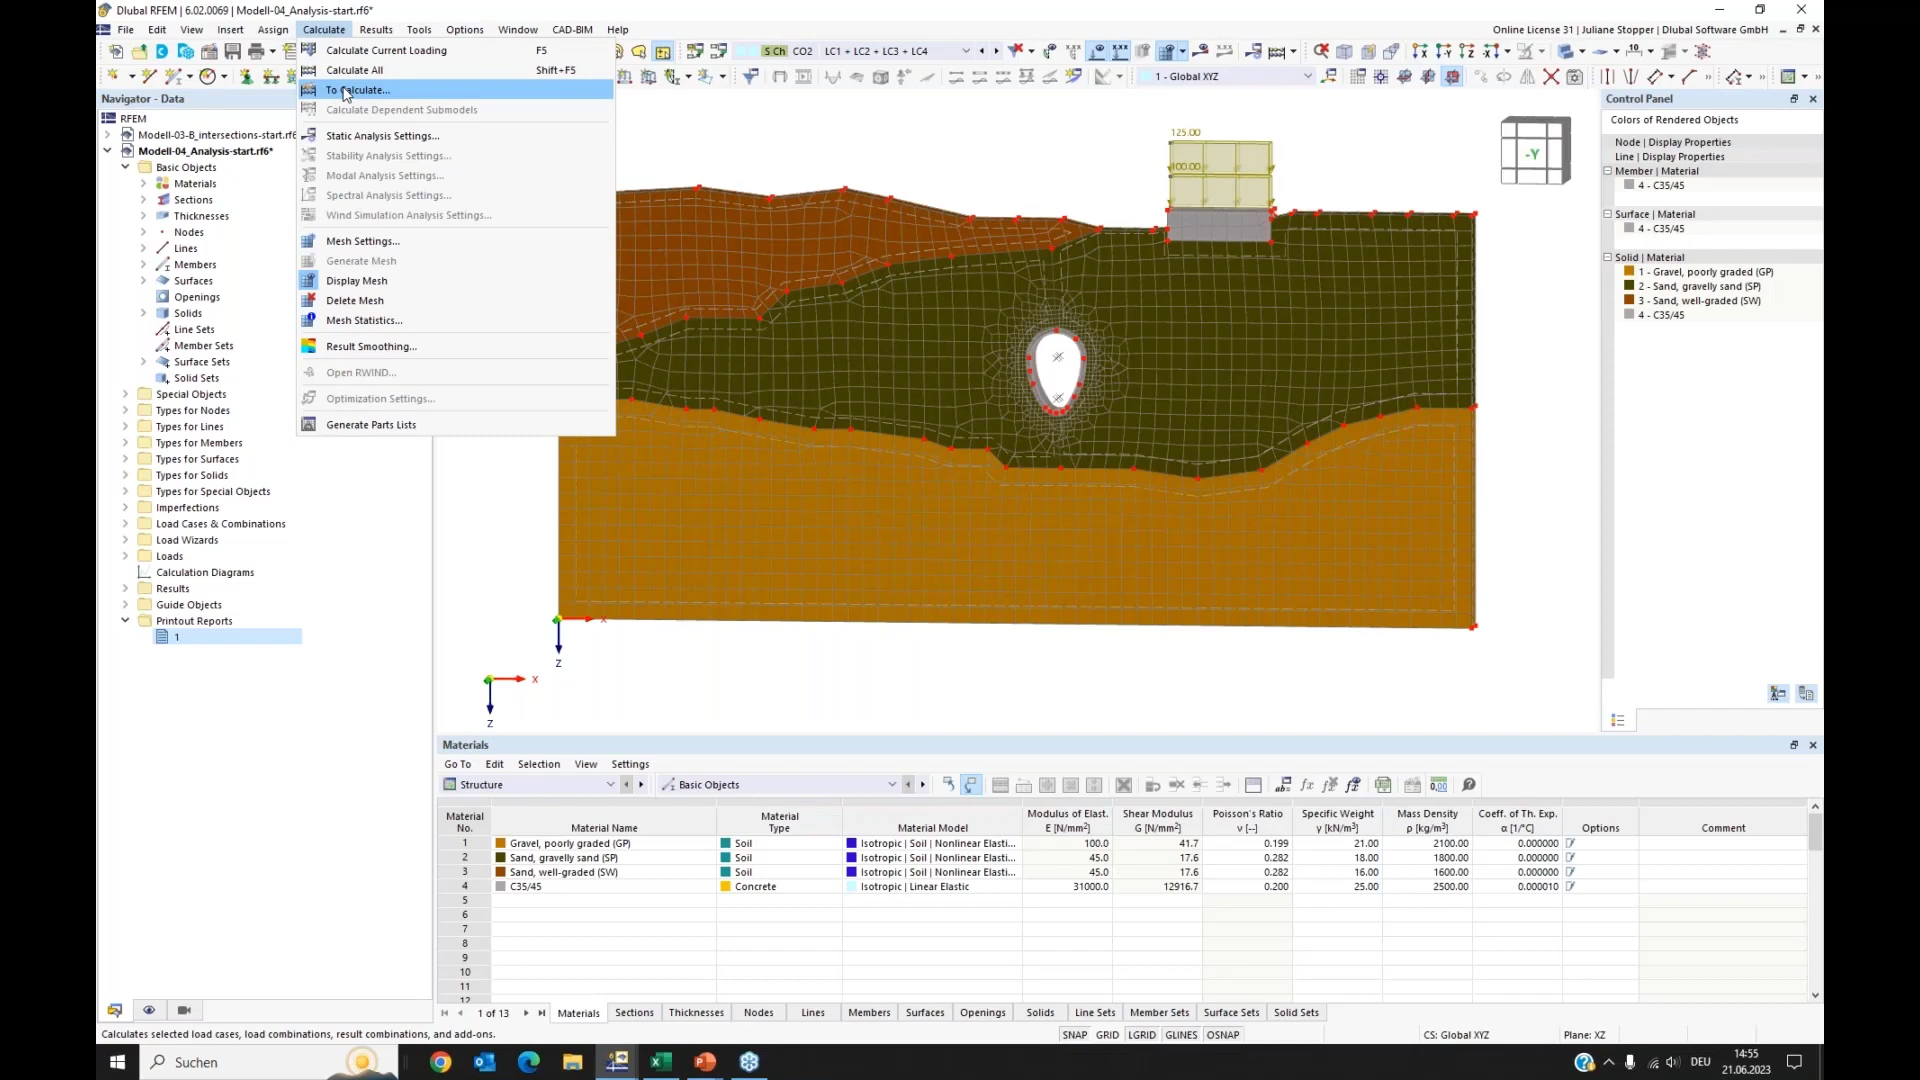 Dlubal RFEM | 6.02.0069 | Modell-04_Analysis-start.rf6*
File Edit View Insert Assign Calculate Results Tools Options Window CAD-BIM Help
Online License 31 | Juliane Stopper | Dlubal Software GmbH
S Ch CO2 LC1 + LC2 + LC3 + LC4
1 - Global XYZ
Navigator - Data
RFEM
Modell-03-B_intersections-start.rf6
Modell-04_Analysis-start.rf6*
Basic Objects
Materials
Sections
Thicknesses
Nodes
Lines
Members
Surfaces
Openings
Solids
Line Sets
Member Sets
Surface Sets
Solid Sets
Special Objects
Types for Nodes
Types for Lines
Types for Members
Types for Surfaces
Types for Solids
Types for Special Objects
Imperfections
Load Cases & Combinations
Load Wizards
Loads
Calculation Diagrams
Results
Guide Objects
Printout Reports
1
Calculate Current Loading F5
Calculate All Shift+F5
To Calculate...
Calculate Dependent Submodels
Static Analysis Settings...
Stability Analysis Settings...
Modal Analysis Settings...
Spectral Analysis Settings...
Wind Simulation Analysis Settings...
Mesh Settings...
Generate Mesh
Display Mesh
Delete Mesh
Mesh Statistics...
Result Smoothing...
Open RWIND...
Optimization Settings...
Generate Parts Lists
125.00
100.00
-Y
X
Z
X
Z
Control Panel
Colors of Rendered Objects
Node | Display Properties
Line | Display Properties
Member | Material
4 - C35/45
Surface | Material
4 - C35/45
Solid | Material
1 - Gravel, poorly graded (GP)
2 - Sand, gravelly sand (SP)
3 - Sand, well-graded (SW)
4 - C35/45
Materials
Go To Edit Selection View Settings
Structure Basic Objects
Material No. Material Name Material Type Material Model Modulus of Elast. E [N/mm²] Shear Modulus G [N/mm²] Poisson's Ratio ν [--] Specific Weight γ [kN/m³] Mass Density ρ [kg/m³] Coeff. of Th. Exp. α [1/°C] Options Comment
1 Gravel, poorly graded (GP) Soil Isotropic | Soil | Nonlinear Elasti... 100.0 41.7 0.199 21.00 2100.00 0.000000
2 Sand, gravelly sand (SP) Soil Isotropic | Soil | Nonlinear Elasti... 45.0 17.6 0.282 18.00 1800.00 0.000000
3 Sand, well-graded (SW) Soil Isotropic | Soil | Nonlinear Elasti... 45.0 17.6 0.282 16.00 1600.00 0.000000
4 C35/45 Concrete Isotropic | Linear Elastic 31000.0 12916.7 0.200 25.00 2500.00 0.000010
5
6
7
8
9
10
11
12
1 of 13 Materials Sections Thicknesses Nodes Lines Members Surfaces Openings Solids Line Sets Member Sets Surface Sets Solid Sets
Calculates selected load cases, load combinations, result combinations, and add-ons.
SNAP GRID LGRID GLINES OSNAP CS: Global XYZ Plane: XZ
Suchen
DEU 14:55
21.06.2023